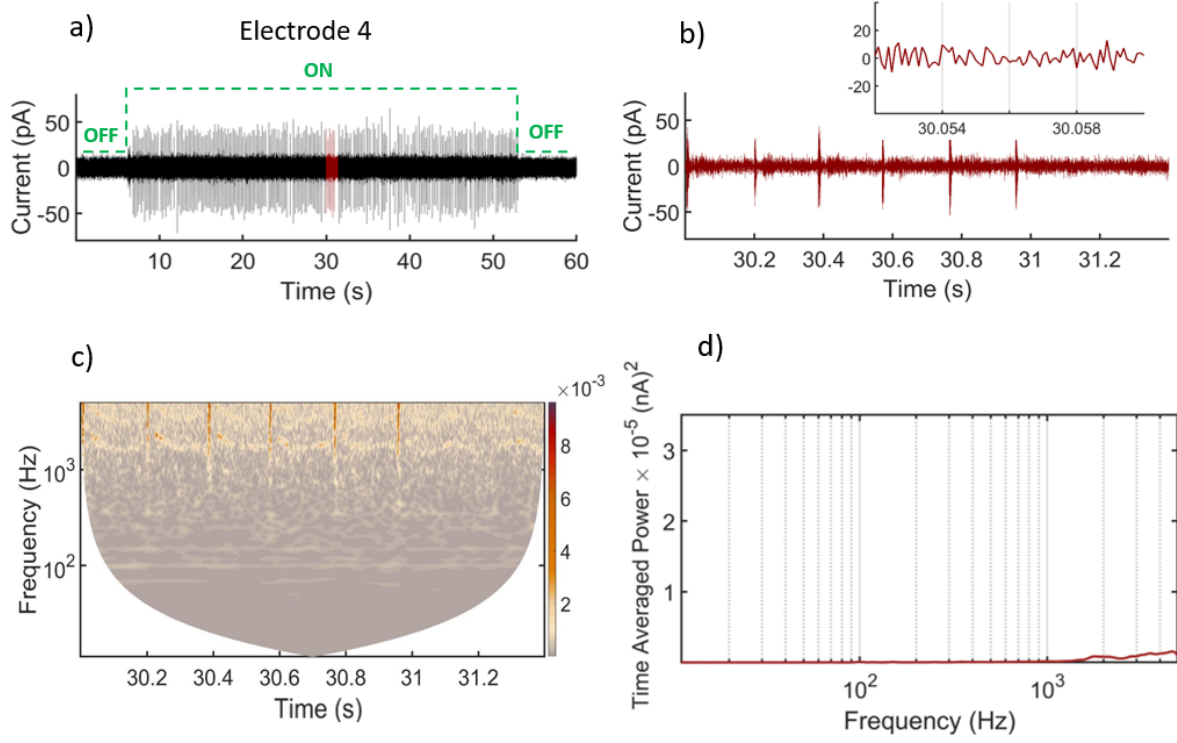 a)
Electrode 4
ON
OFF
OFF
Current (pA)
50
0
-50
10 20 30 40 50 60
Time (s)
b)
20
0
-20
30.054 30.058
Current (pA)
50
0
-50
30.2 30.4 30.6 30.8 31 31.2
Time (s)
c)
×10-3
Frequency (Hz)
103
102
8
6
4
2
30.2 30.4 30.6 30.8 31 31.2
Time (s)
d)
Time Averaged Power × 10-5 (nA)2
3
2
1
102 103
Frequency (Hz)